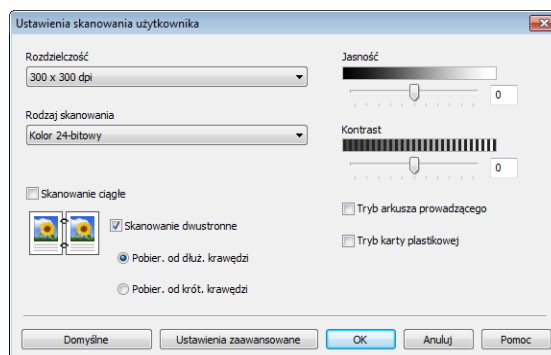 Ustawienia skanowania użytkownika
Rozdzielczość
300 x 300 dpi
Rodzaj skanowania
Kolor 24-bitowy
Skanowanie ciągłe
Skanowanie dwustronne
Pobier. od dłuż. krawędzi
Pobier. od krót. krawędzi
Jasność
0
Kontrast
0
Tryb arkusza prowadzącego
Tryb karty plastikowej
Domyślne
Ustawienia zaawansowane
OK
Anuluj
Pomoc